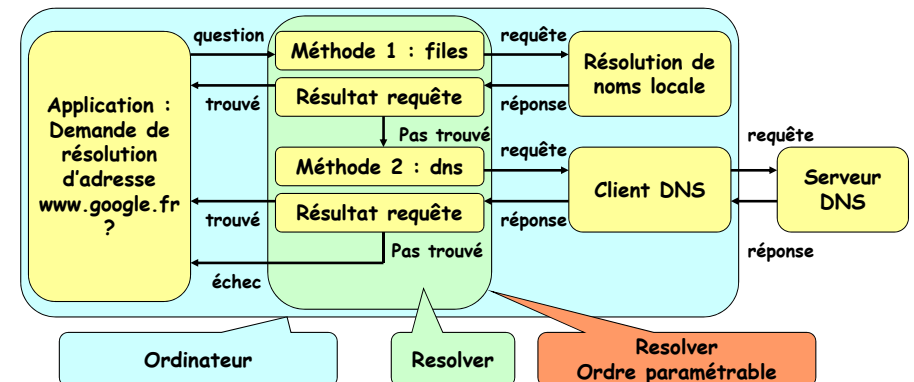 question
requête
Méthode 1 : files
Résolution de
noms locale
Application :
Demande de
résolution
d'adresse
www.google.fr
?
trouvé
Résultat requête
réponse
Pas trouvé
requête
requête
Méthode 2 : dns
Client DNS
Serveur
DNS
trouvé
Résultat requête
réponse
Pas trouvé
réponse
échec
Ordinateur
Resolver
Resolver
Ordre paramétrable